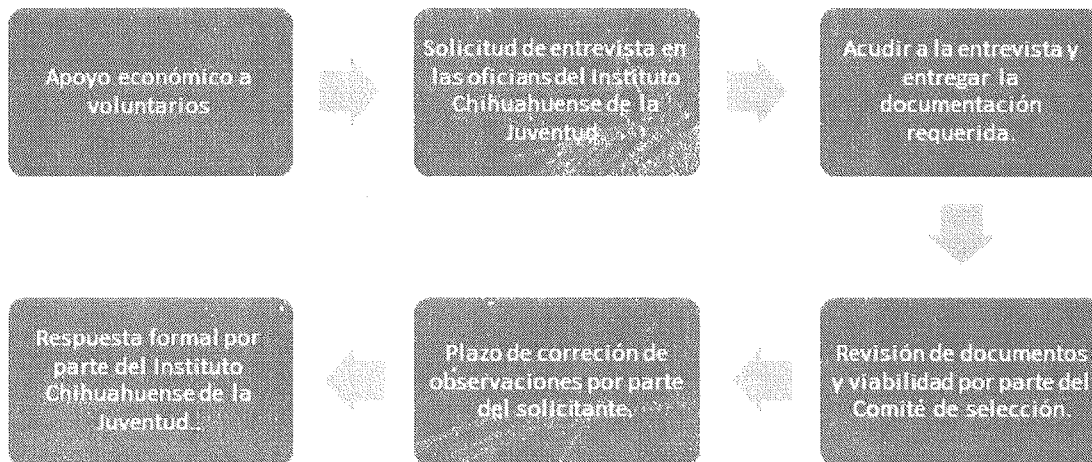 Apoyo económico a
voluntarios
Solicitud de entrevista en
las oficians del Instituto
Chihuahuense de la
Juventud.
Acudir a la entrevista y
entregar la
documentación
requerida.
Revisión de documentos
y viabilidad por parte del
Comité de selección.
Plazo de correción de
observaciones por parte
del solicitante.
Respuesta formal por
parte del Instituto
Chihuahuense de la
Juventud..